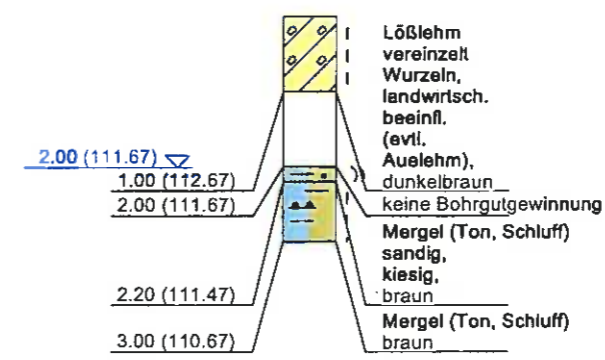 Lößlehm
vereinzelt
Wurzeln,
landwirtsch.
beeinfl.
(evtl.
Auelehm),
dunkelbraun
keine Bohrgutgewinnung
Mergel (Ton, Schluff)
sandig,
kiesig,
braun
Mergel (Ton, Schluff)
braun
2.00 (111.67)
1.00 (112.67)
2.00 (111.67)
2.20 (111.47)
3.00 (110.67)